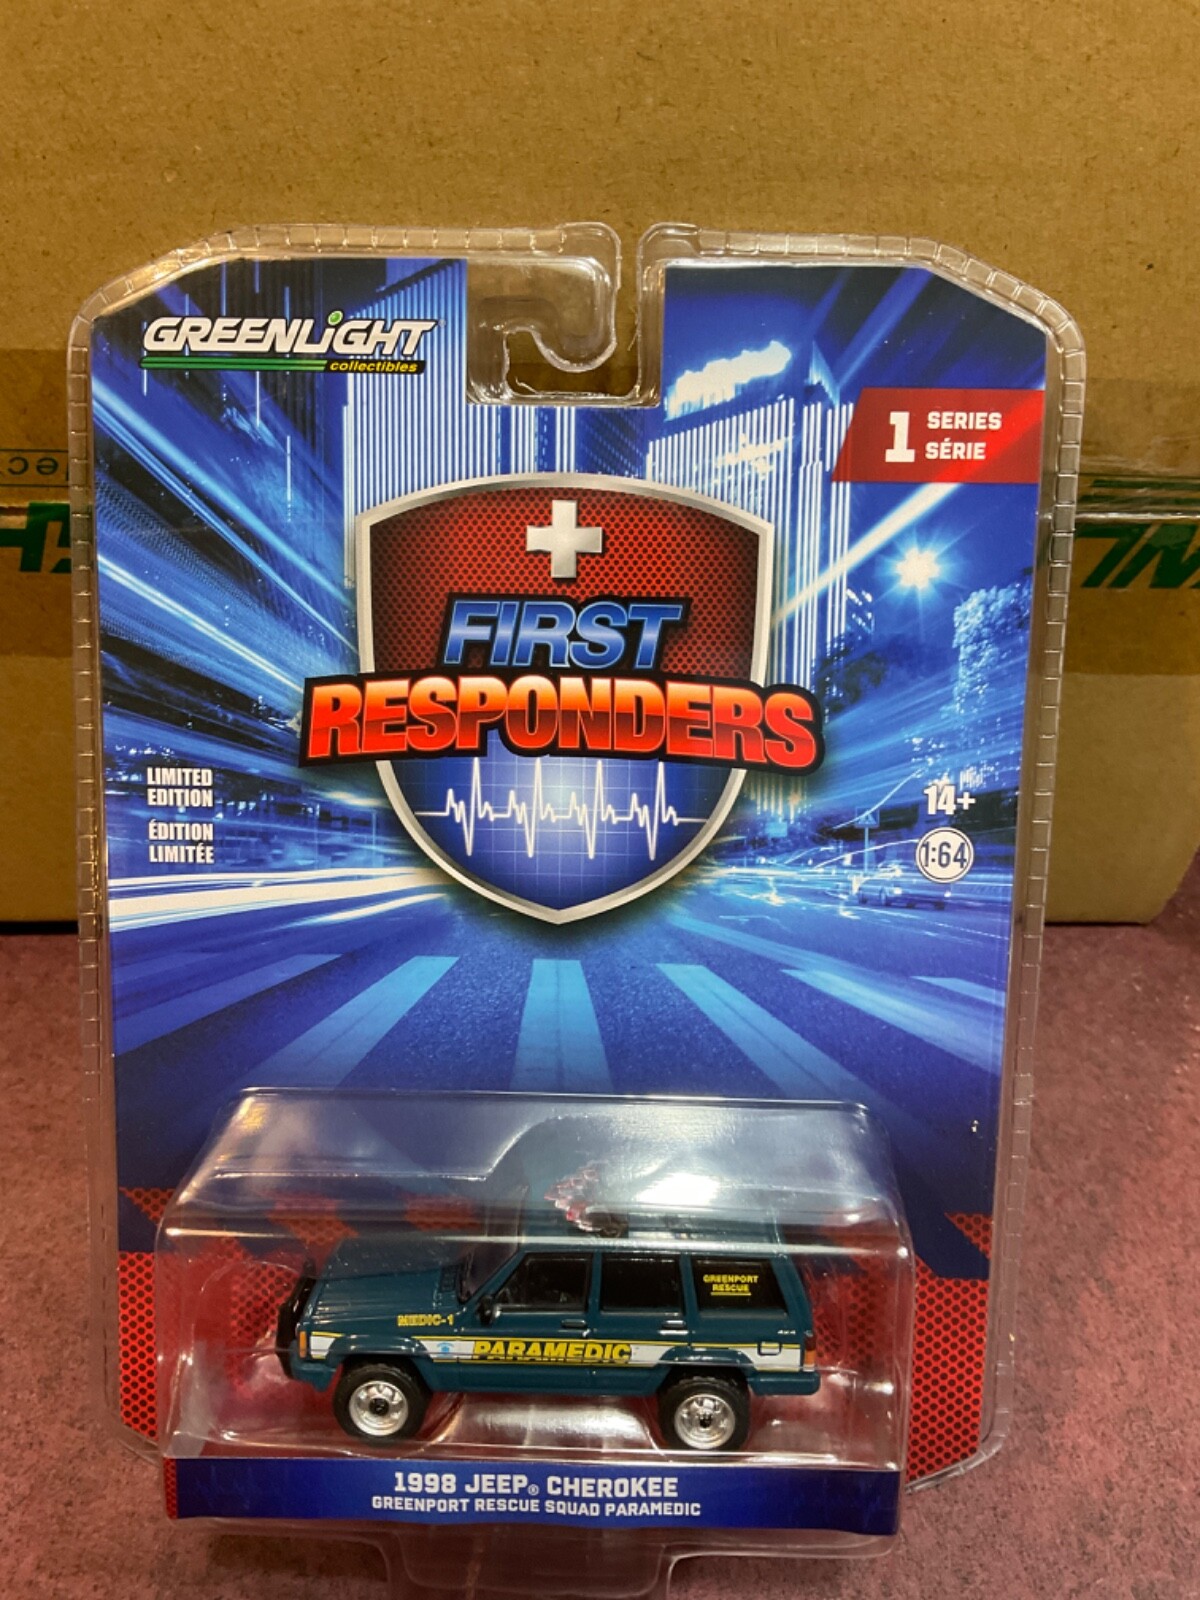 GREENLiGHT
collectibles
1 SERIES
SÉRIE
FIRST
RESPONDERS
LIMITED
EDITION
ÉDITION
LIMITÉE
14+
1:64
GREENPORT
RESCUE
MEDIC-1
PARAMEDIC
1998 JEEP® CHEROKEE
GREENPORT RESCUE SQUAD PARAMEDIC